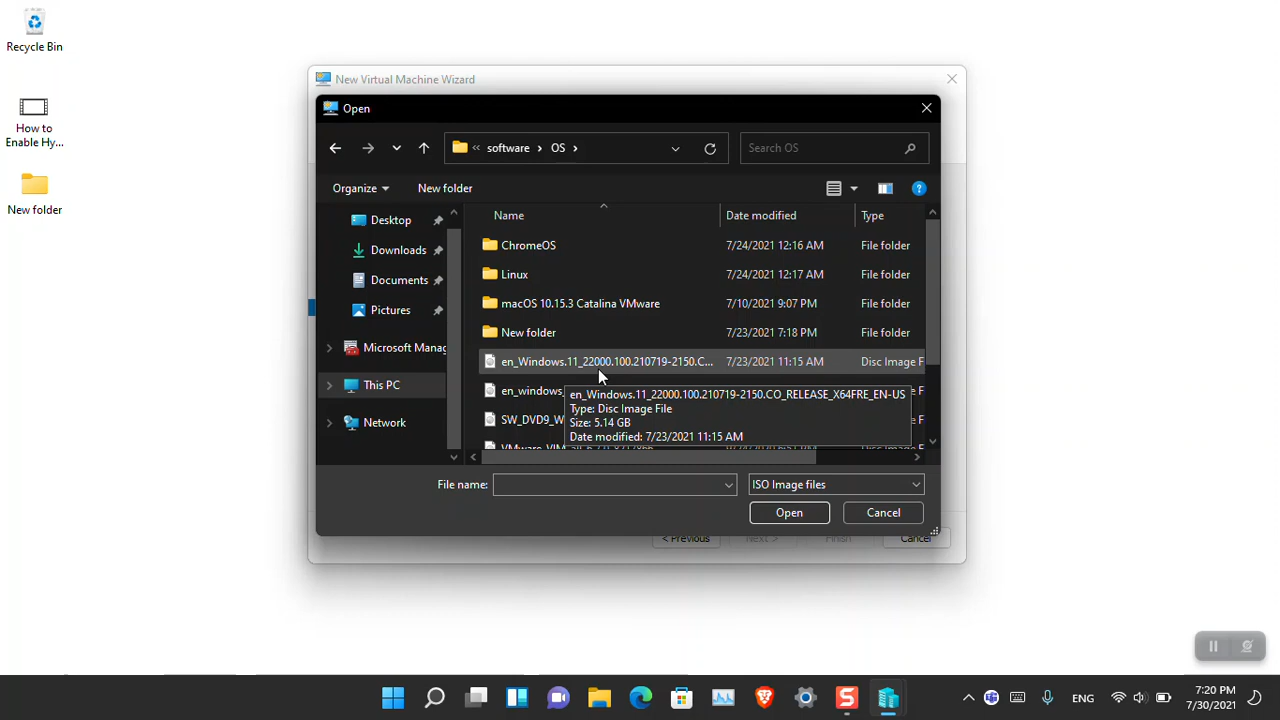 Recycle Bin
How to
Enable Hy...
New folder
New Virtual Machine Wizard
Open
« software › OS ›
Search OS
Organize
New folder
?
Desktop
Downloads
Documents
Pictures
Microsoft Manag
This PC
Network
Name Date modified Type
ChromeOS 7/24/2021 12:16 AM File folder
Linux 7/24/2021 12:17 AM File folder
macOS 10.15.3 Catalina VMware 7/10/2021 9:07 PM File folder
New folder 7/23/2021 7:18 PM File folder
en_Windows.11_22000.100.210719-2150.C... 7/23/2021 11:15 AM Disc Image F
en_windows_
SW_DVD9_W
en_Windows.11_22000.100.210719-2150.CO_RELEASE_X64FRE_EN-US
Type: Disc Image File
Size: 5.14 GB
Date modified: 7/23/2021 11:15 AM
File name:
ISO Image files
Open
Cancel
< Previous
Next >
Finish
Cancel
ENG
7:20 PM
7/30/2021